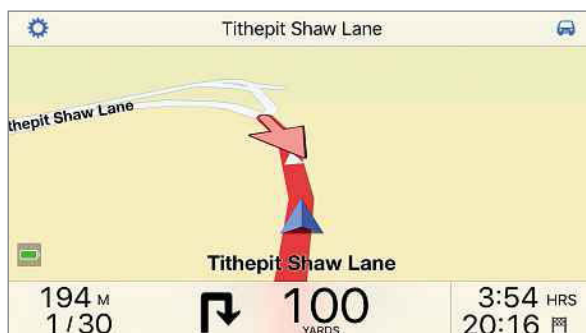 Tithepit Shaw Lane
thepit Shaw Lane
Tithepit Shaw Lane
194 M
1/30
100
YARDS
3:54 HRS
20:16